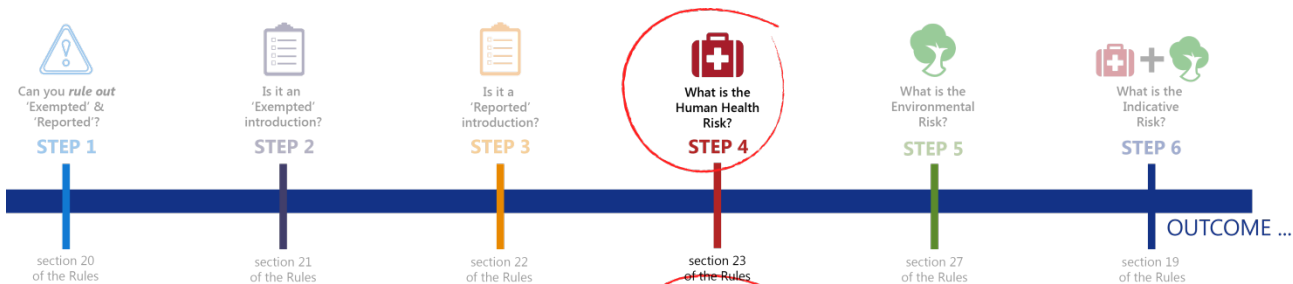 Can you rule out
'Exempted' &
'Reported'?
STEP 1
section 20
of the Rules
Is it an
'Exempted'
introduction?
STEP 2
section 21
of the Rules
Is it a
'Reported'
introduction?
STEP 3
section 22
of the Rules
What is the
Human Health
Risk?
STEP 4
section 23
of the Rules
What is the
Environmental
Risk?
STEP 5
section 27
of the Rules
What is the
Indicative
Risk?
STEP 6
section 19
of the Rules
OUTCOME ...